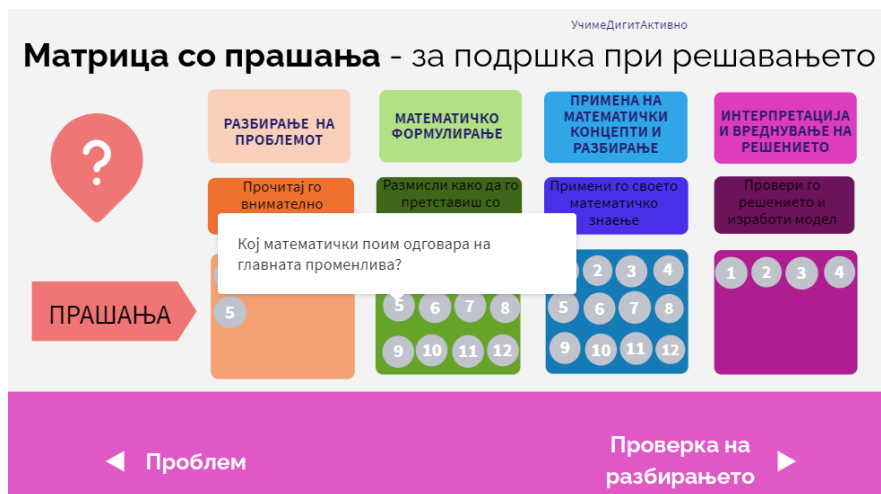 УчимеДигитАктивно
Матрица со прашања - за подршка при решавањето
РАЗБИРАЊЕ НА
ПРОБЛЕМОТ
МАТЕМАТИЧКО
ФОРМУЛИРАЊЕ
ПРИМЕНА НА
МАТЕМАТИЧКИ
КОНЦЕПТИ И
РАЗБИРАЊЕ
ИНТЕРПРЕТАЦИЈА
И ВРЕДНУВАЊЕ НА
РЕШЕНИЕТО
?
Прочитај го
внимателно
Размисли како да го
претставиш со
Примени го своето
математичко
знаење
Провери го
решението и
изработи модел
Кој математички поим одговара на
главната променлива?
ПРАШАЊА
5
5 6 7 8
9 10 11 12
2 3 4
5 6 7 8
9 10 11 12
1 2 3 4
Проблем
Проверка на
разбирањето